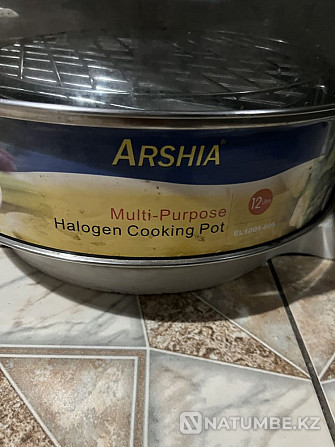 ARSHIA®
Multi-Purpose
12
Halogen Cooking Pot
NATUMBE.KZ